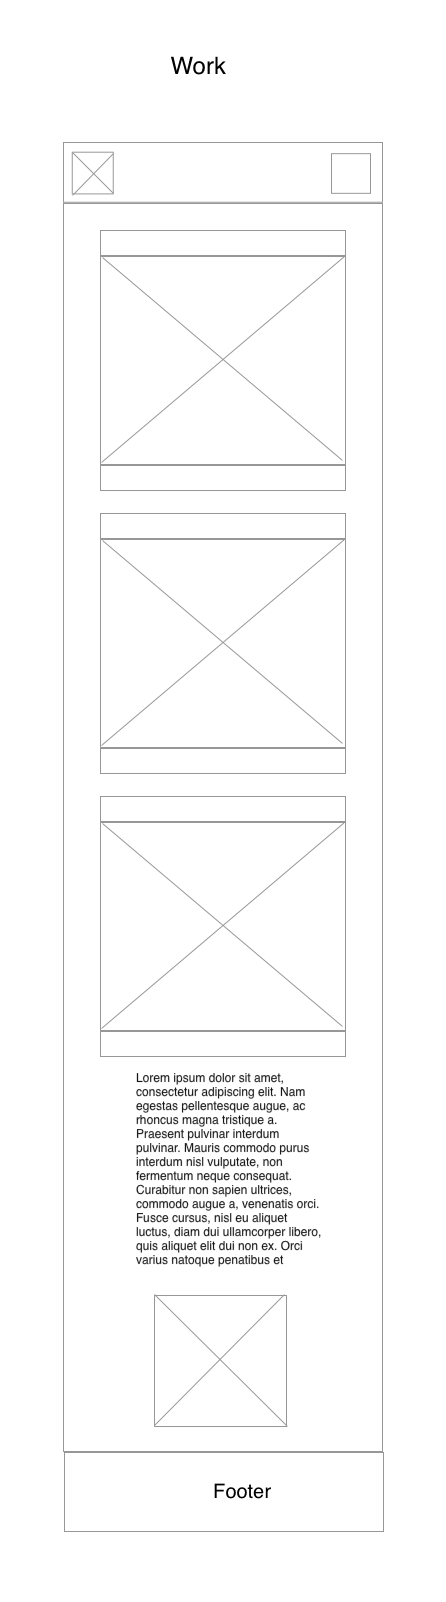 Work
Lorem ipsum dolor sit amet,
consectetur adipiscing elit. Nam
egestas pellentesque augue, ac
rhoncus magna tristique a.
Praesent pulvinar interdum
pulvinar. Mauris commodo purus
interdum nisl vulputate, non
fermentum neque consequat.
Curabitur non sapien ultrices,
commodo augue a, venenatis orci.
Fusce cursus, nisl eu aliquet
luctus, diam dui ullamcorper libero,
quis aliquet elit dui non ex. Orci
varius natoque penatibus et
Footer